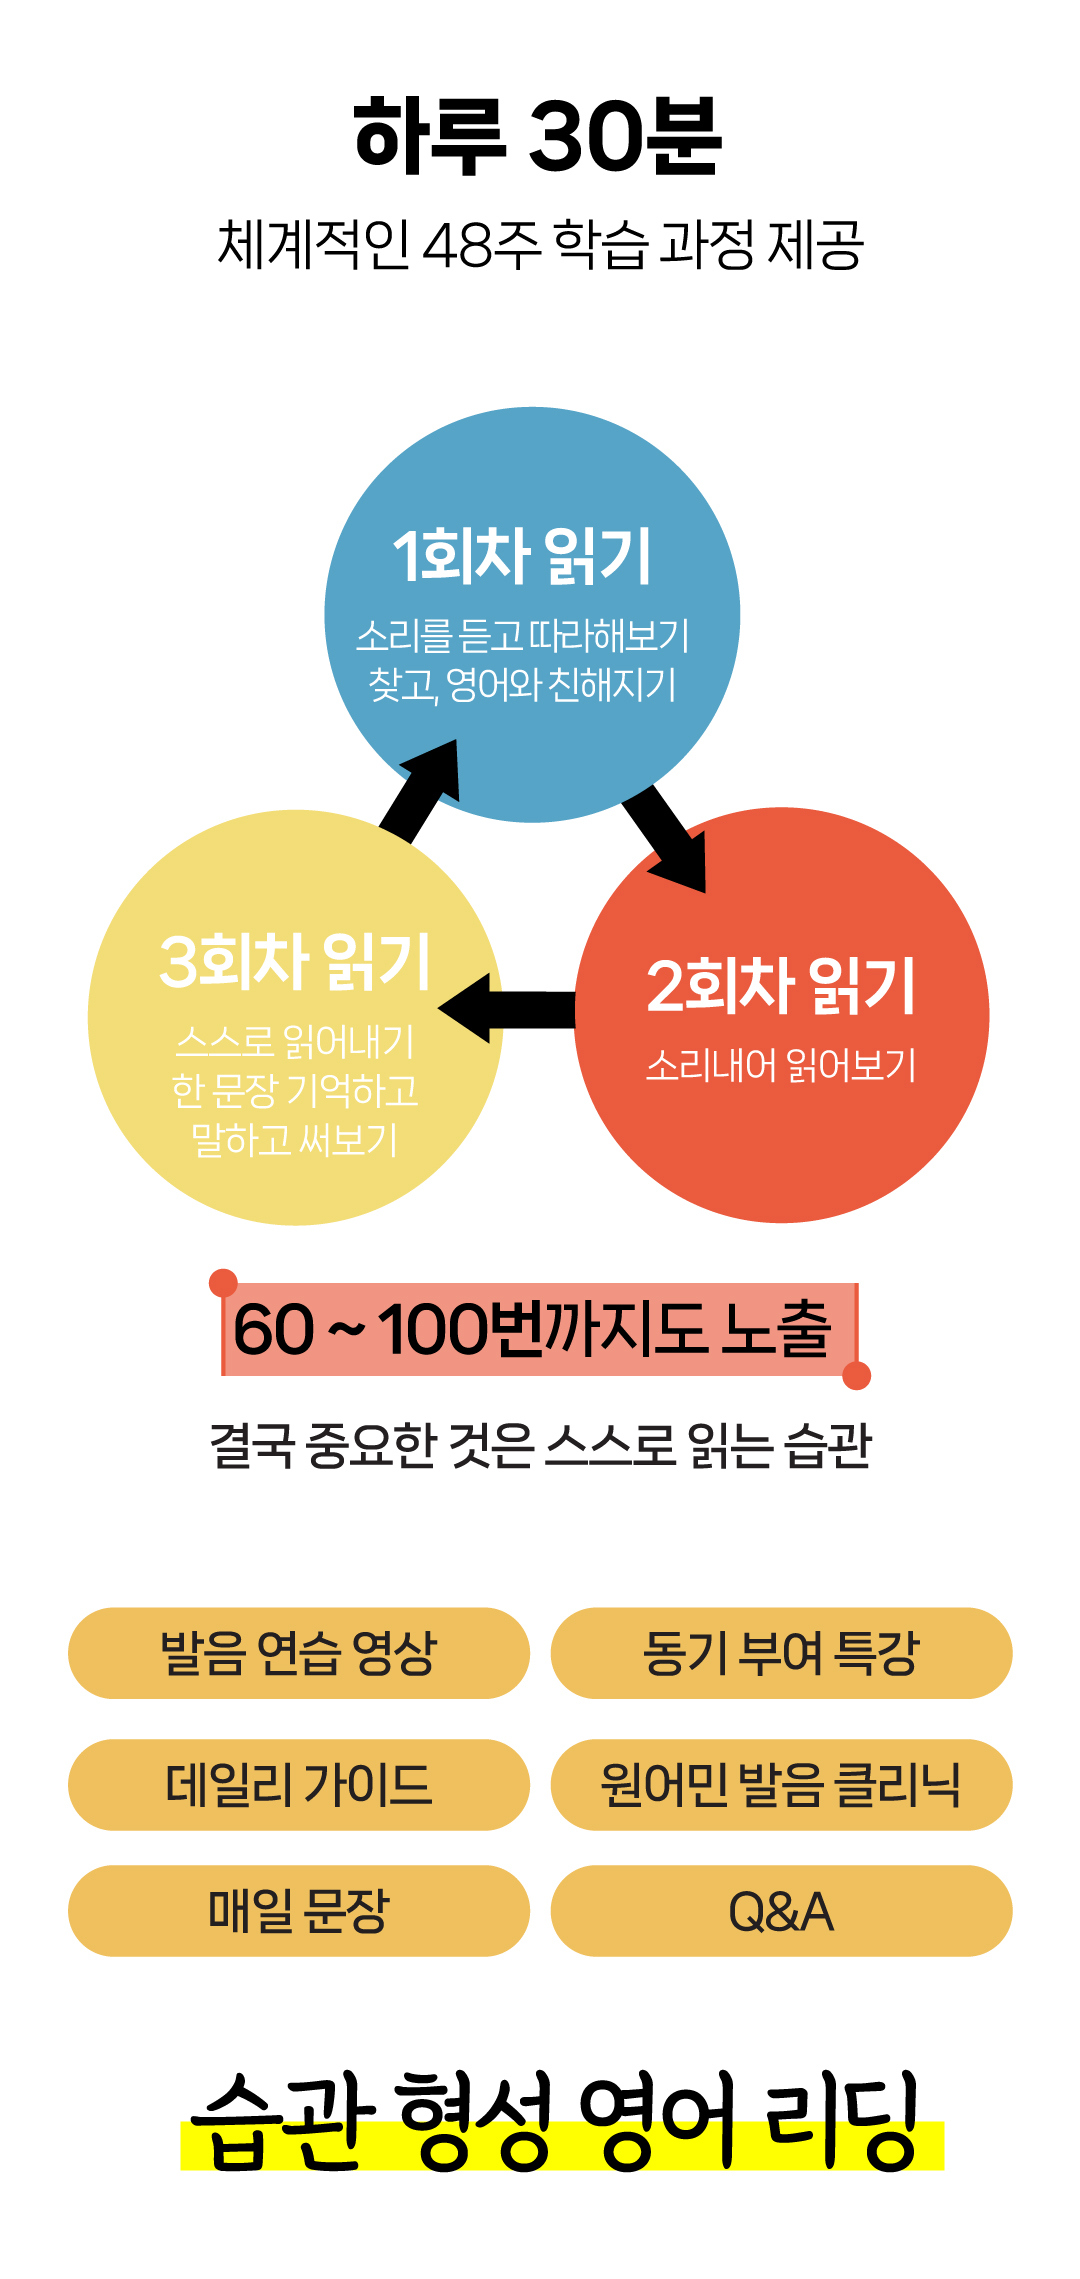 하루 30분
체계적인 48주 학습 과정 제공
1회차 읽기
소리를 듣고 따라해보기
찾고, 영어와 친해지기
2회차 읽기
소리내어 읽어보기
3회차 읽기
스스로 읽어내기
한 문장 기억하고
말하고 써보기
60 ~ 100번까지도 노출
결국 중요한 것은 스스로 읽는 습관
발음 연습 영상
동기 부여 특강
데일리 가이드
원어민 발음 클리닉
매일 문장
Q&A
습관 형성 영어 리딩